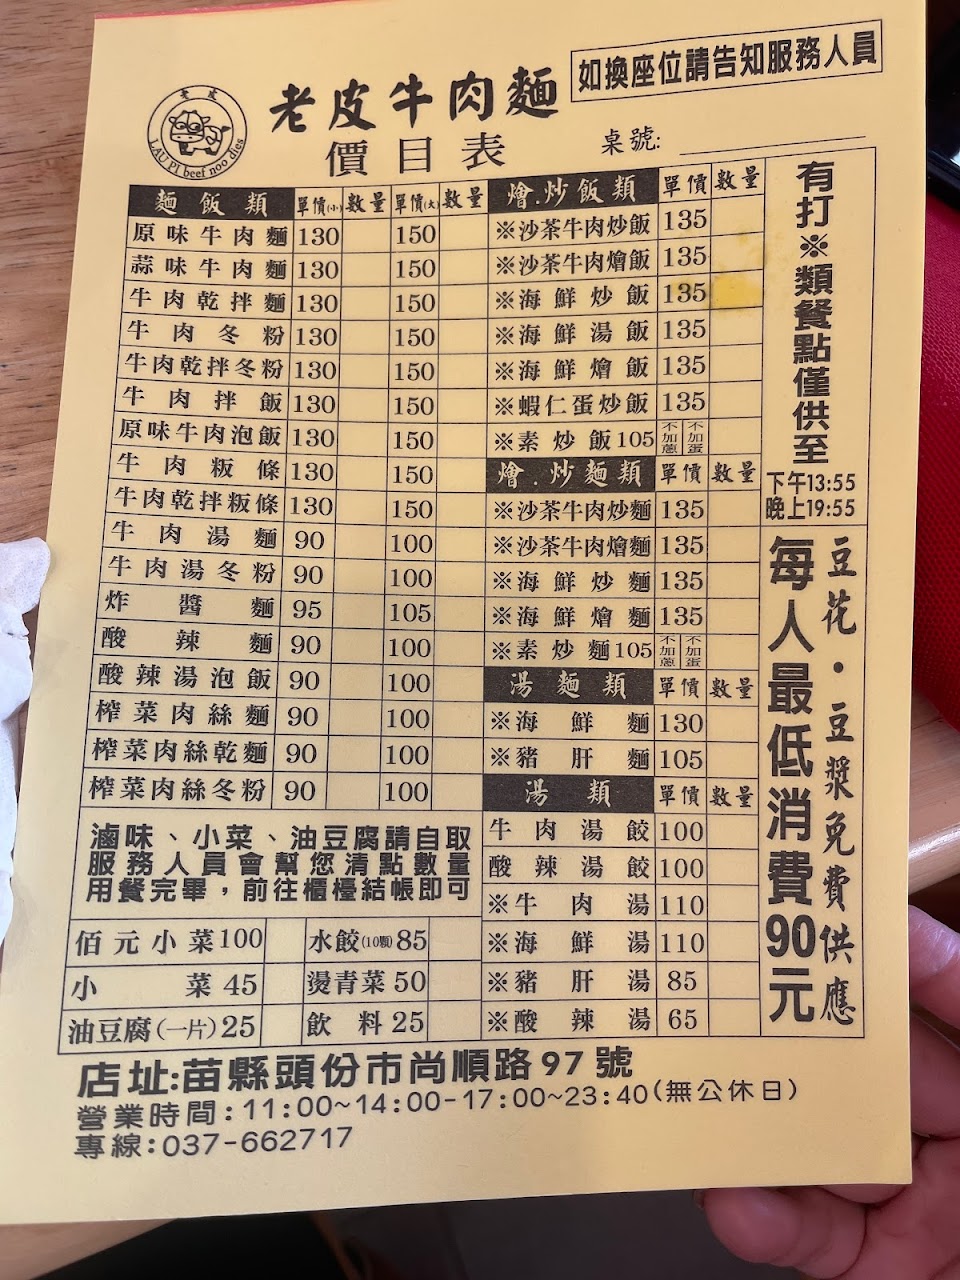 如換座位請告知服務人員
老皮
LAU PI beef noo dles
老皮牛肉麵
價目表
桌號:
麵飯類 單價(小) 數量 單價(大) 數量
原味牛肉麵 130 150
蒜味牛肉麵 130 150
牛肉乾拌麵 130 150
牛肉冬粉 130 150
牛肉乾拌冬粉 130 150
牛肉拌飯 130 150
原味牛肉泡飯 130 150
牛肉粄條 130 150
牛肉乾拌粄條 130 150
牛肉湯麵 90 100
牛肉湯冬粉 90 100
炸醬麵 95 105
酸辣麵 90 100
酸辣湯泡飯 90 100
榨菜肉絲麵 90 100
榨菜肉絲乾麵 90 100
榨菜肉絲冬粉 90 100
滷味、小菜、油豆腐請自取
服務人員會幫您清點數量
用餐完畢，前往櫃檯結帳即可
佰元小菜100 水餃(10顆)85
小菜45 燙青菜50
油豆腐(一片)25 飲料25
燴.炒飯類 單價 數量
※沙茶牛肉炒飯 135
※沙茶牛肉燴飯 135
※海鮮炒飯 135
※海鮮湯飯 135
※海鮮燴飯 135
※蝦仁蛋炒飯 135
※素炒飯105 不加蔥 不加蛋
燴.炒麵類 單價 數量
※沙茶牛肉炒麵 135
※沙茶牛肉燴麵 135
※海鮮炒麵 135
※海鮮燴麵 135
※素炒麵105 不加蔥 不加蛋
湯麵類 單價 數量
※海鮮麵 130
※豬肝麵 105
湯類 單價 數量
牛肉湯餃 100
酸辣湯餃 100
※牛肉湯 110
※海鮮湯 110
※豬肝湯 85
※酸辣湯 65
有打※類餐點僅供至
下午13:55
晚上19:55
豆花・豆漿免費供應
每人最低消費90元
店址:苗縣頭份市尚順路97號
營業時間:11:00~14:00-17:00~23:40(無公休日)
專線:037-662717